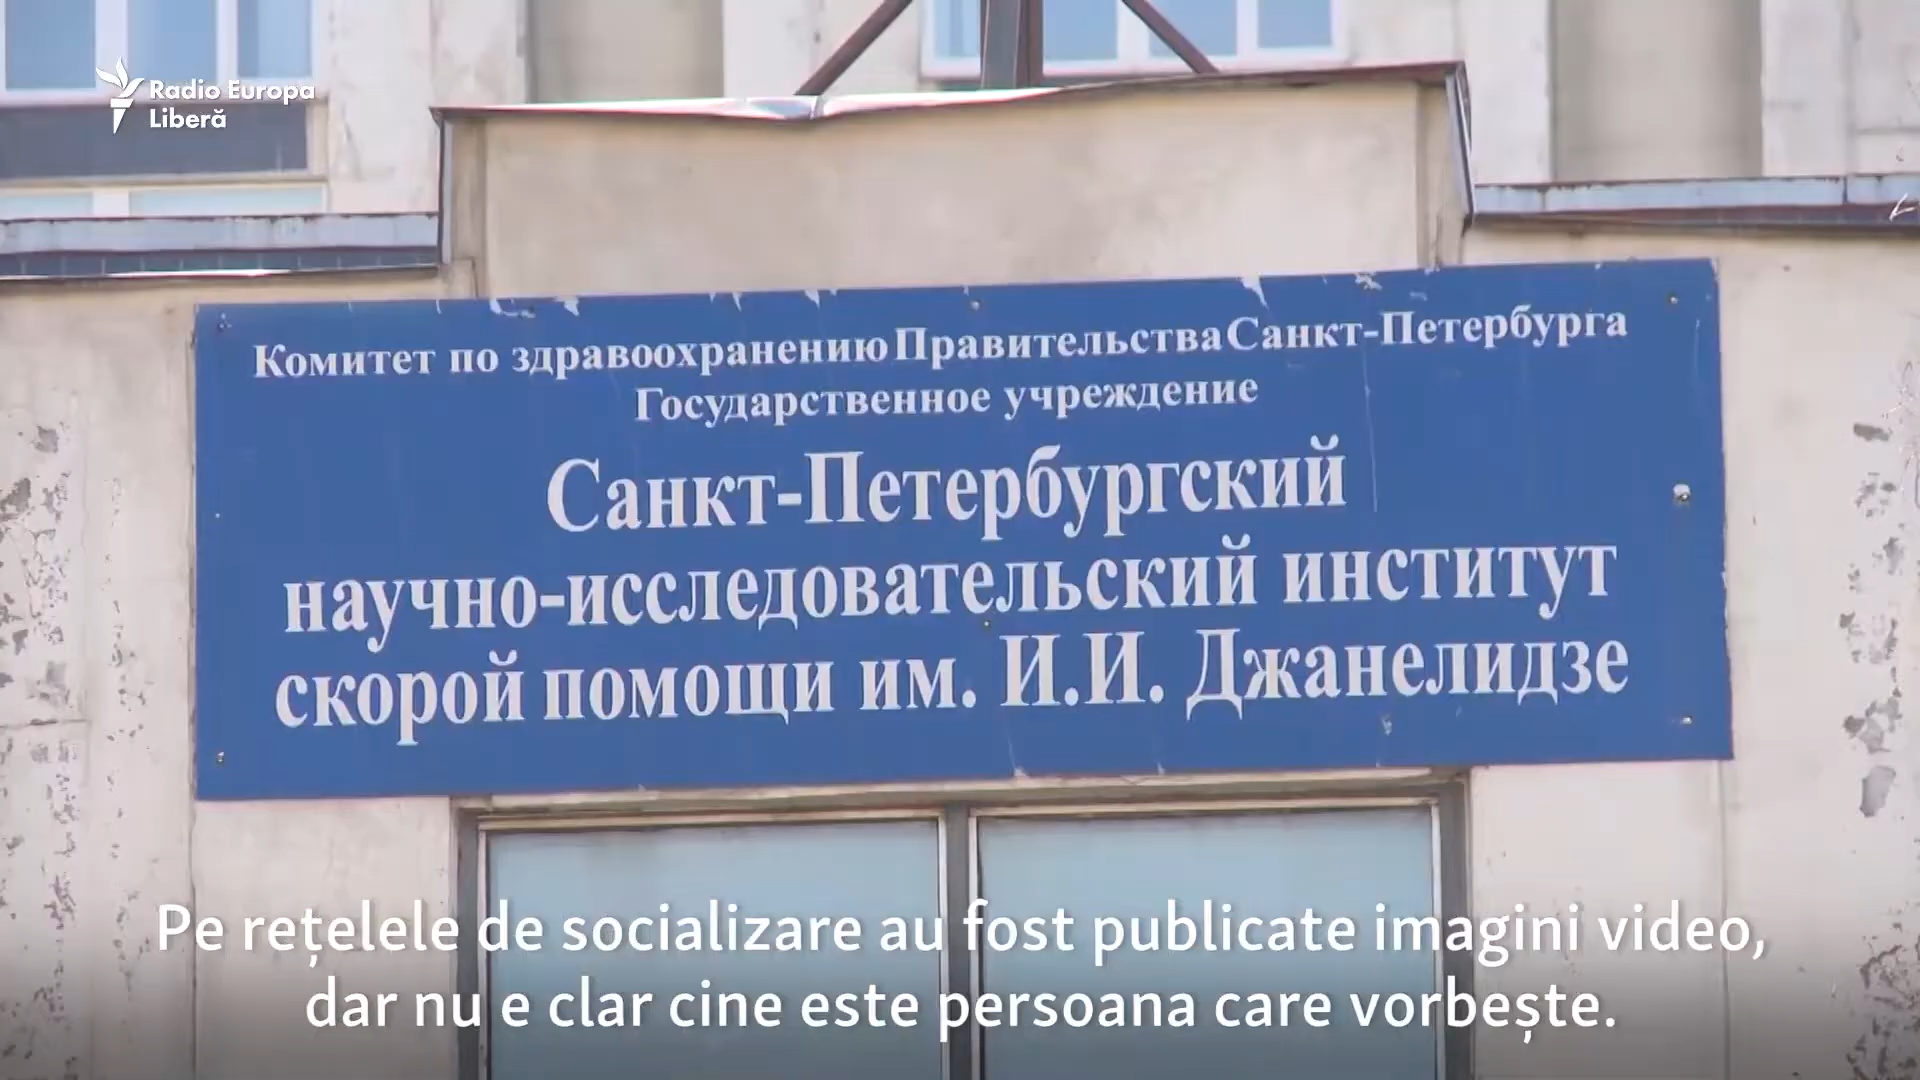 Radio Europa
Liberă
Комитет по здравоохранению Правительства Санкт-Петербурга
Государственное учреждение
Санкт-Петербургский
научно-исследовательский институт
скорой помощи им. И.И. Джанелидзе
Pe rețelele de socializare au fost publicate imagini video,
dar nu e clar cine este persoana care vorbește.